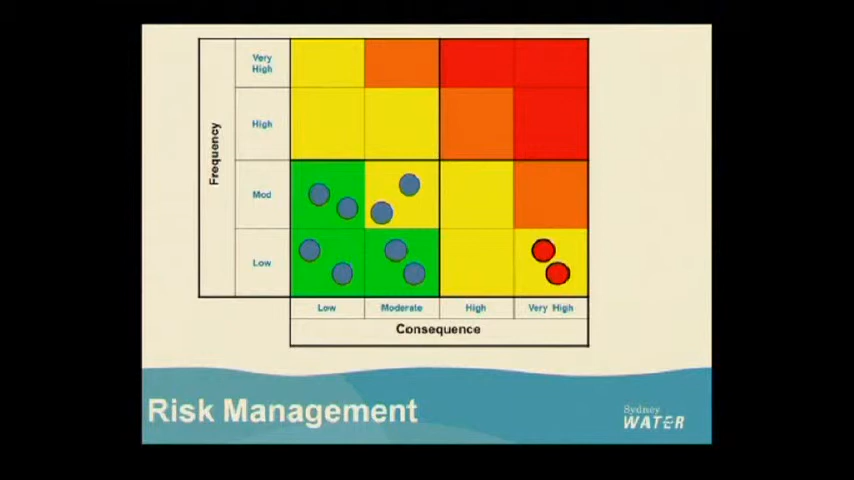 Very
High
High
Frequency
Mod
Low
Low
Moderate
High
Very High
Consequence
Risk Management
Sydney
WATER